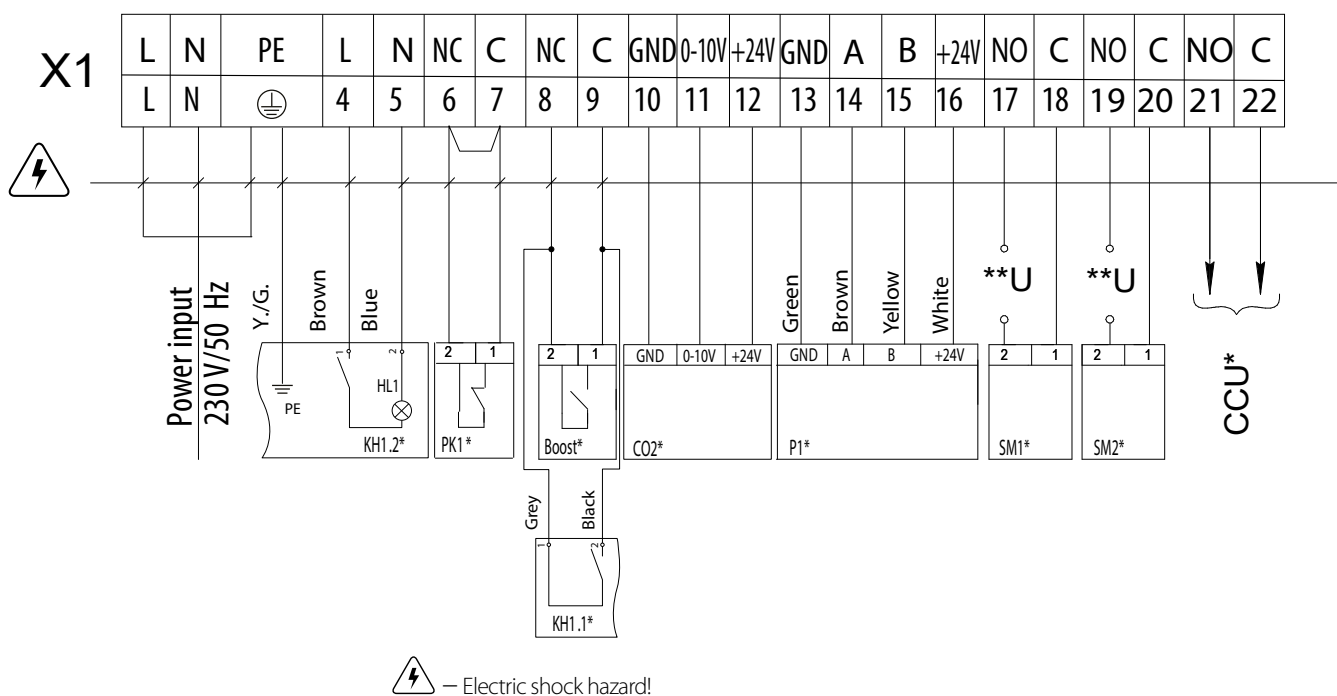 X1
L N PE L N NC C NC C GND 0-10V +24V GND A B +24V NO C NO C NO C
L N 4 5 6 7 8 9 10 11 12 13 14 15 16 17 18 19 20 21 22
Power input
230 V/50 Hz
Y./G.
Brown
Blue
Green
Brown
Yellow
White
**U
**U
1 2
HL1
PE
KH1.2*
2 1
PK1*
2 1
Boost*
GND 0-10V +24V
CO2*
GND A B +24V
P1*
2 1
SM1*
2 1
SM2*
CCU*
Grey
Black
1 2
KH1.1*
– Electric shock hazard!